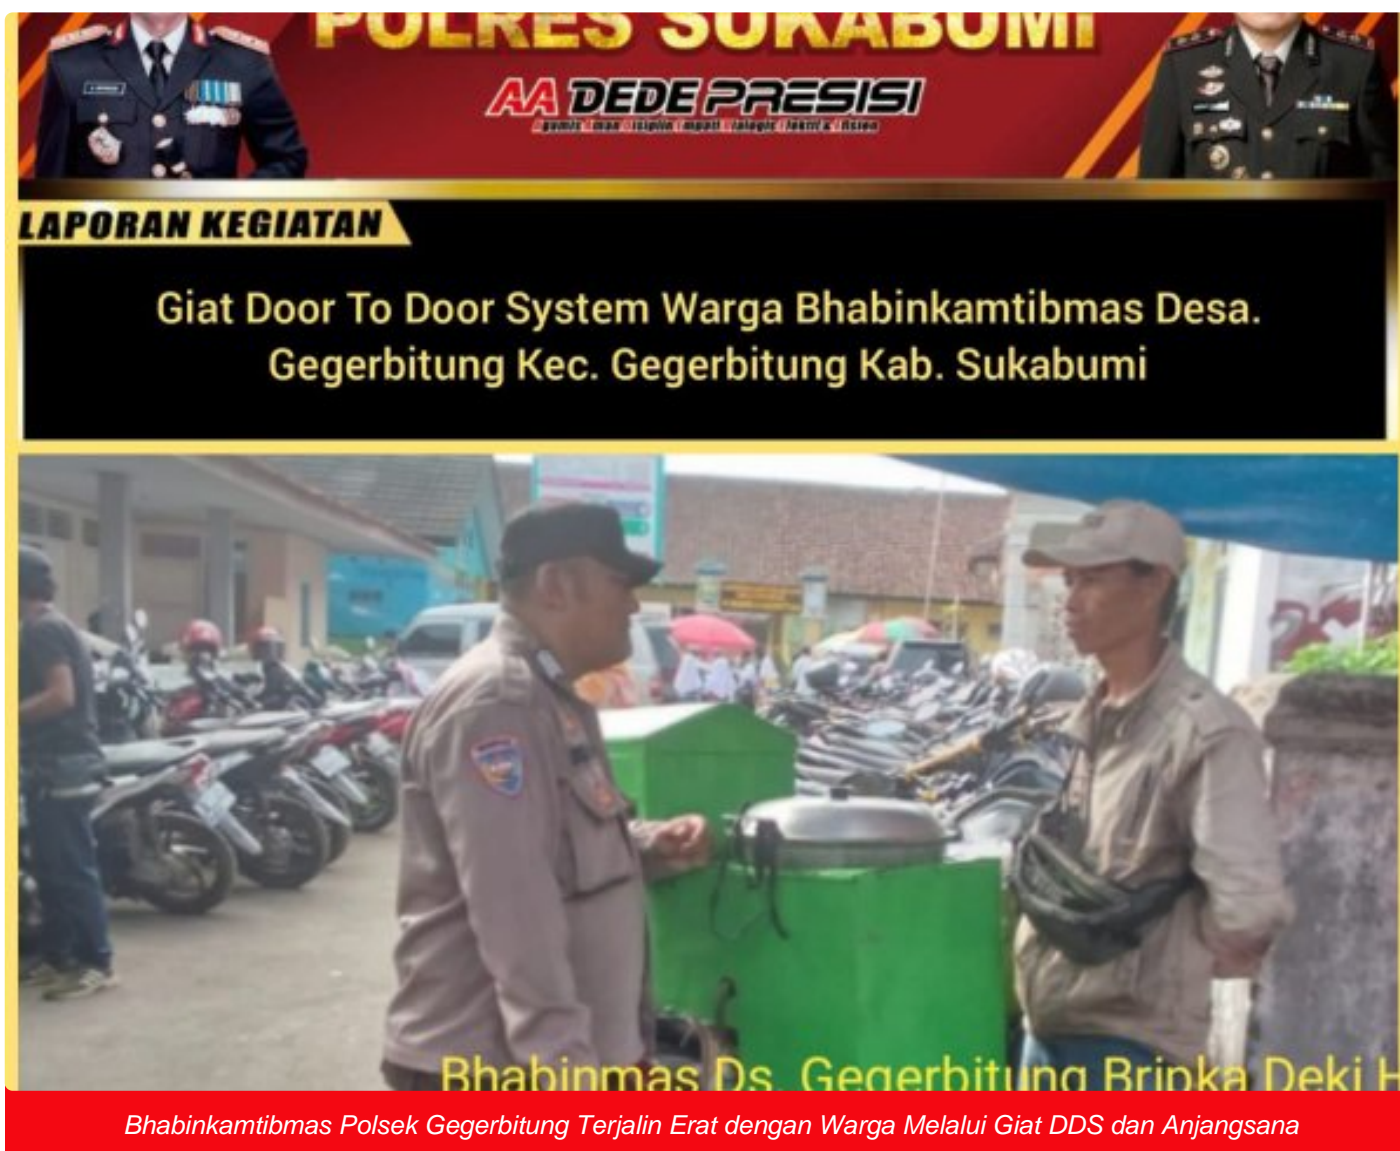 POLRES SUKABUMI
AA DEDE PRESISI
LAPORAN KEGIATAN
Giat Door To Door System Warga Bhabinkamtibmas Desa.
Gegerbitung Kec. Gegerbitung Kab. Sukabumi
Bhabinmas Ds. Gegerbitung Bripka Deki H
Bhabinkamtibmas Polsek Gegerbitung Terjalin Erat dengan Warga Melalui Giat DDS dan Anjangsana